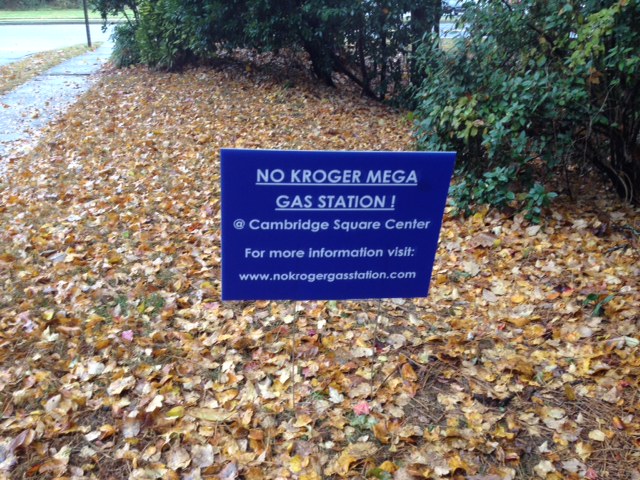 NO KROGER MEGA
GAS STATION !
@ Cambridge Square Center
For more information visit:
www.nokrogergasstation.com